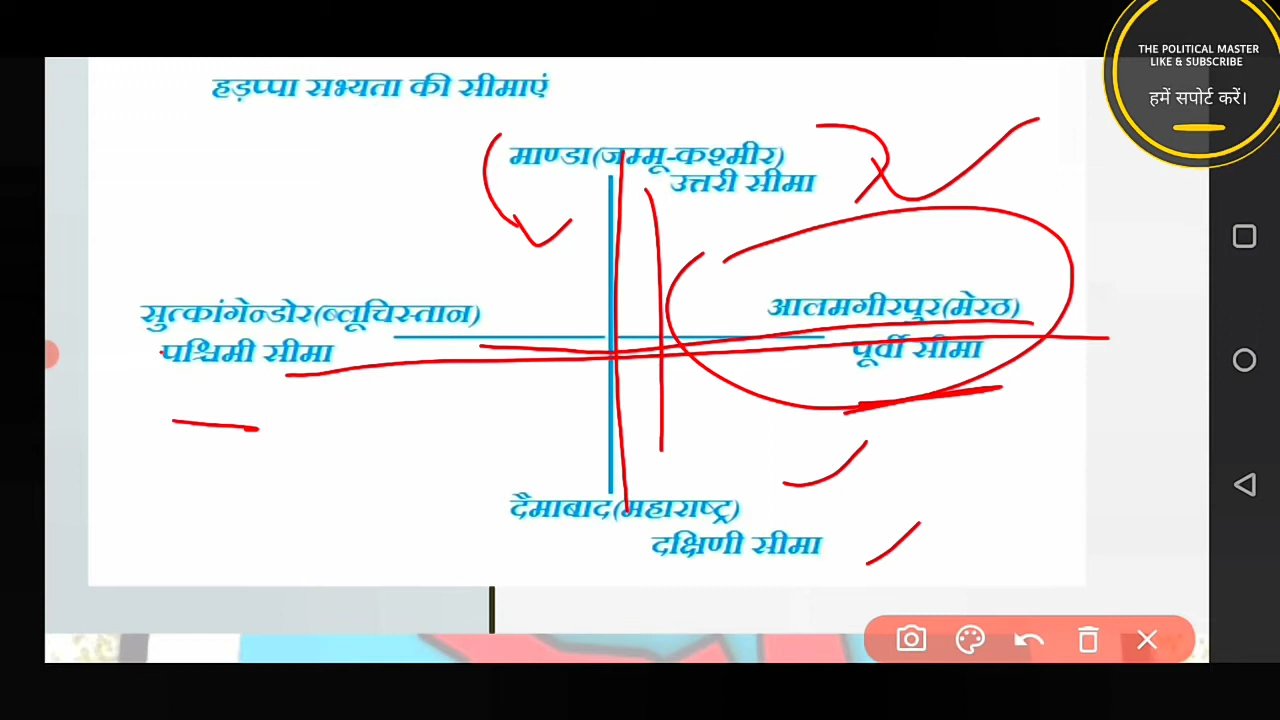 THE POLITICAL MASTER
LIKE & SUBSCRIBE
हमें सपोर्ट करें।
हड़प्पा सभ्यता की सीमाएं
माण्डा(जम्मू-कश्मीर)
उत्तरी सीमा
सुत्कांगेन्डोर(ब्लूचिस्तान)
पश्चिमी सीमा
आलमगीरपुर(मेरठ)
पूर्वी सीमा
दैमाबाद(महाराष्ट्र)
दक्षिणी सीमा